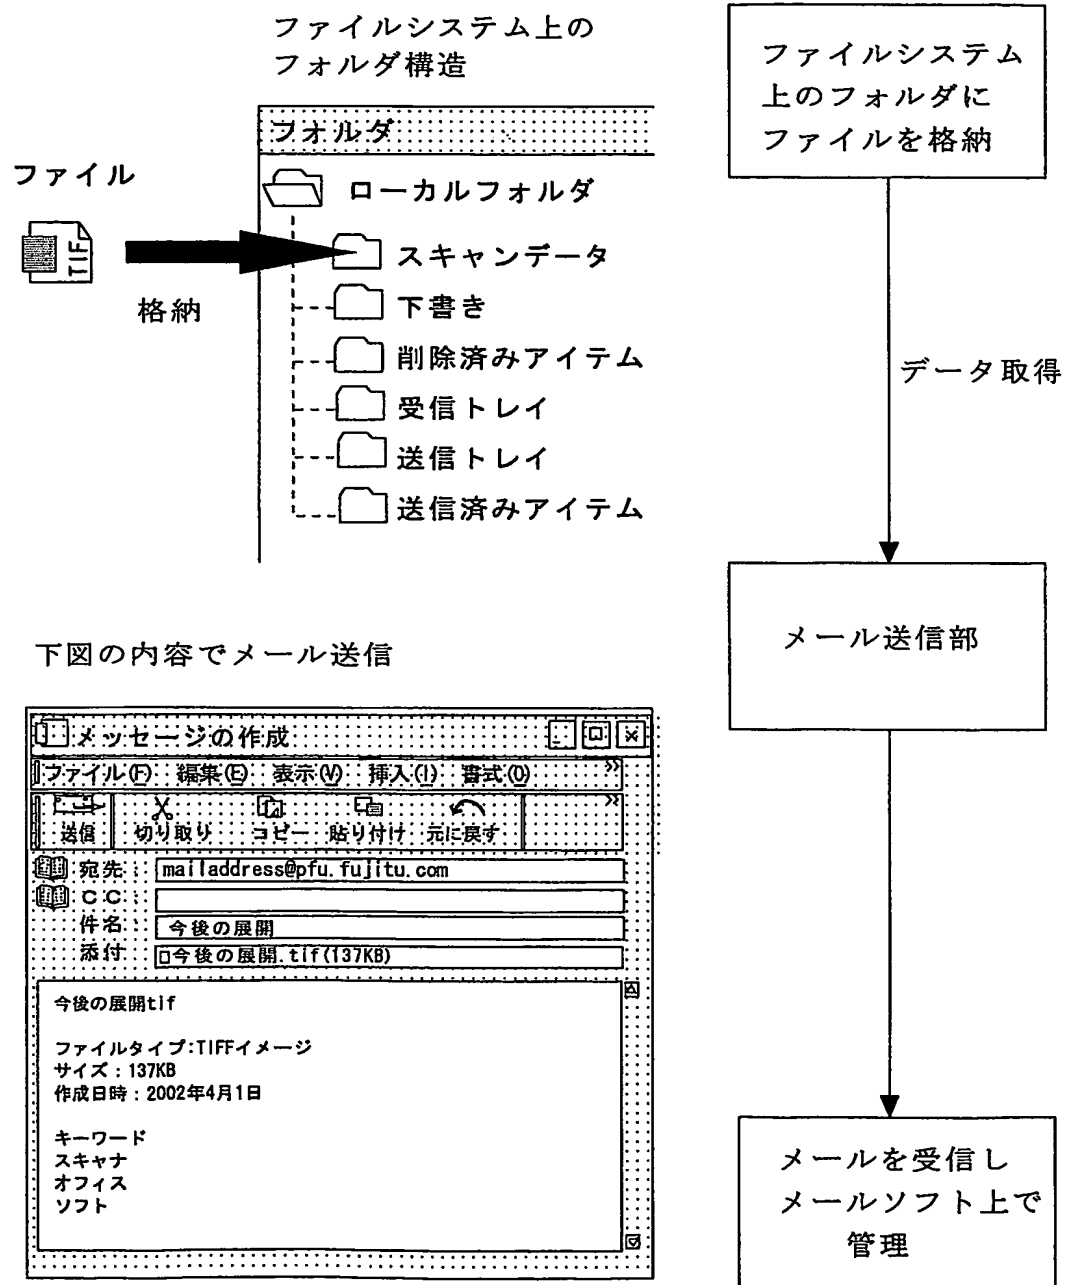 ファイルシステム上の
フォルダ構造
フォルダ
ファイル
ローカルフォルダ
TIF
スキャンデータ
格納
下書き
削除済みアイテム
受信トレイ
送信トレイ
送信済みアイテム
ファイルシステム
上のフォルダに
ファイルを格納
データ取得
メール送信部
メールを受信し
メールソフト上で
管理
下図の内容でメール送信
メッセージの作成
ファイル(F) 編集(E) 表示(V) 挿入(I) 書式(O) »
送信 切り取り コピー 貼り付け 元に戻す »
宛先: mailaddress@pfu.fujitu.com
CC:
件名: 今後の展開
添付: 今後の展開.tif(137KB)
今後の展開tif
ファイルタイプ:TIFFイメージ
サイズ:137KB
作成日時:2002年4月1日
キーワード
スキャナ
オフィス
ソフト